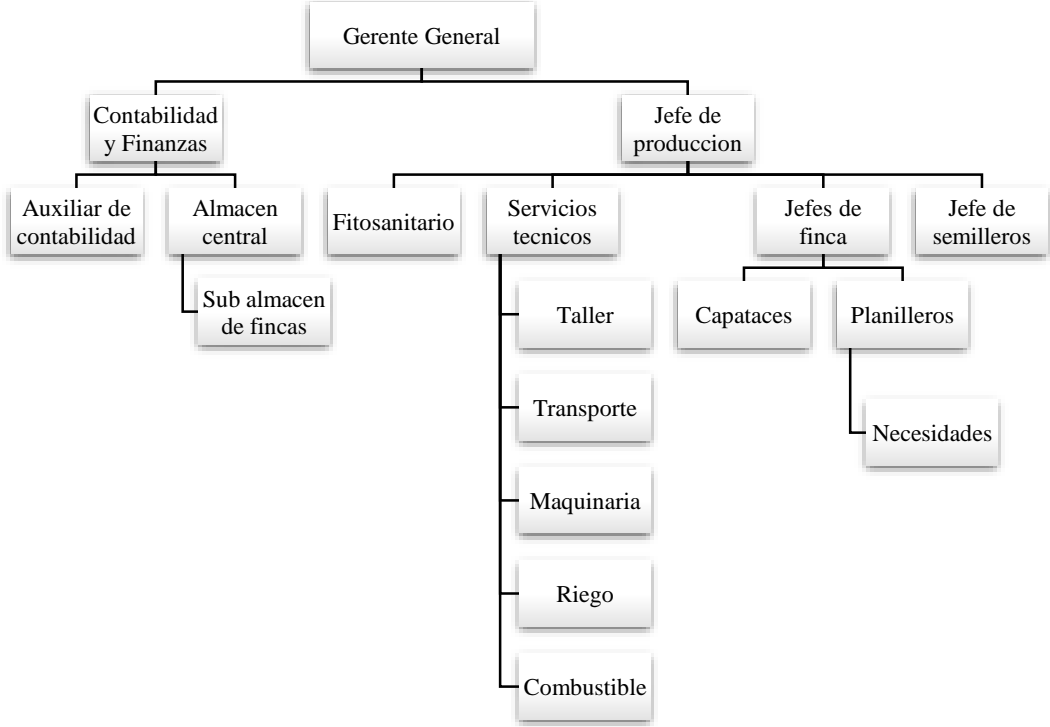 Gerente General
Contabilidad
y Finanzas
Jefe de
produccion
Auxiliar de
contabilidad
Almacen
central
Fitosanitario
Servicios
tecnicos
Jefes de
finca
Jefe de
semilleros
Sub almacen
de fincas
Taller
Capataces
Planilleros
Transporte
Necesidades
Maquinaria
Riego
Combustible